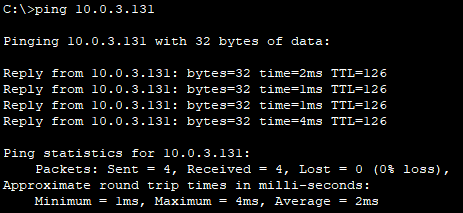 C:\>ping 10.0.3.131
Pinging 10.0.3.131 with 32 bytes of data:
Reply from 10.0.3.131: bytes=32 time=2ms TTL=126
Reply from 10.0.3.131: bytes=32 time=1ms TTL=126
Reply from 10.0.3.131: bytes=32 time=1ms TTL=126
Reply from 10.0.3.131: bytes=32 time=4ms TTL=126
Ping statistics for 10.0.3.131:
    Packets: Sent = 4, Received = 4, Lost = 0 (0% loss),
Approximate round trip times in milli-seconds:
    Minimum = 1ms, Maximum = 4ms, Average = 2ms